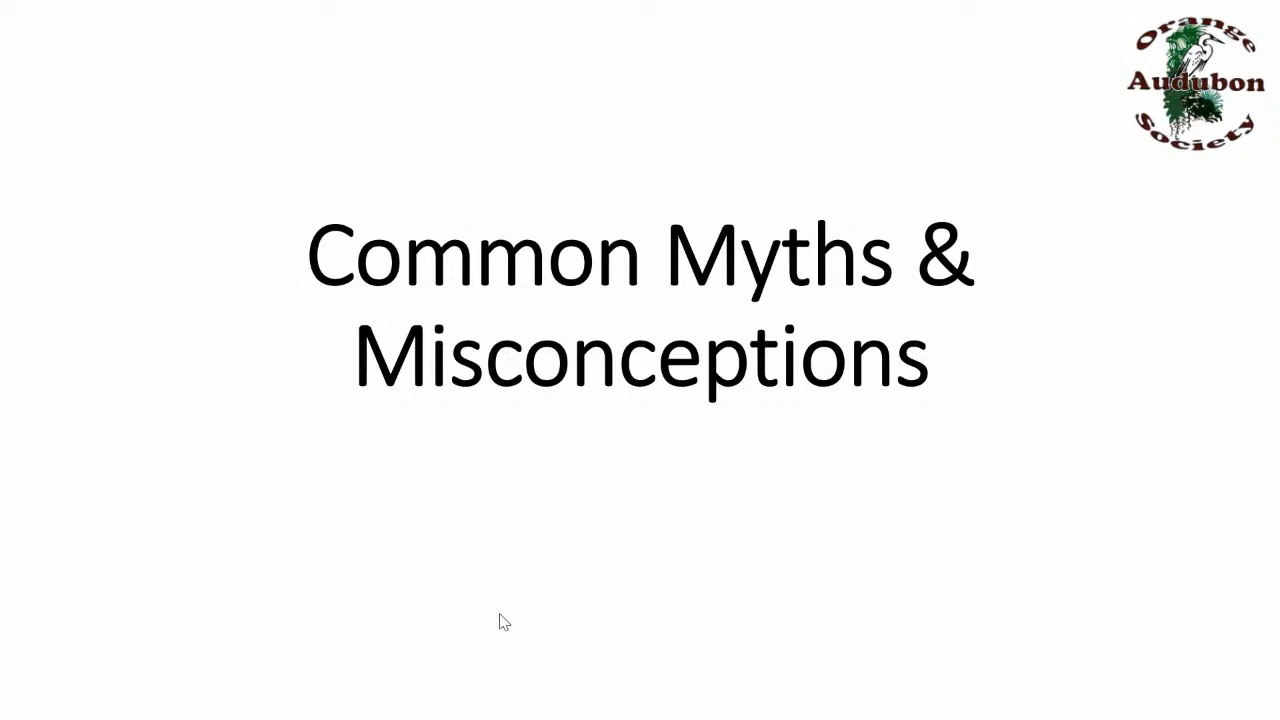 Orange
Audubon
Society
Common Myths &
Misconceptions